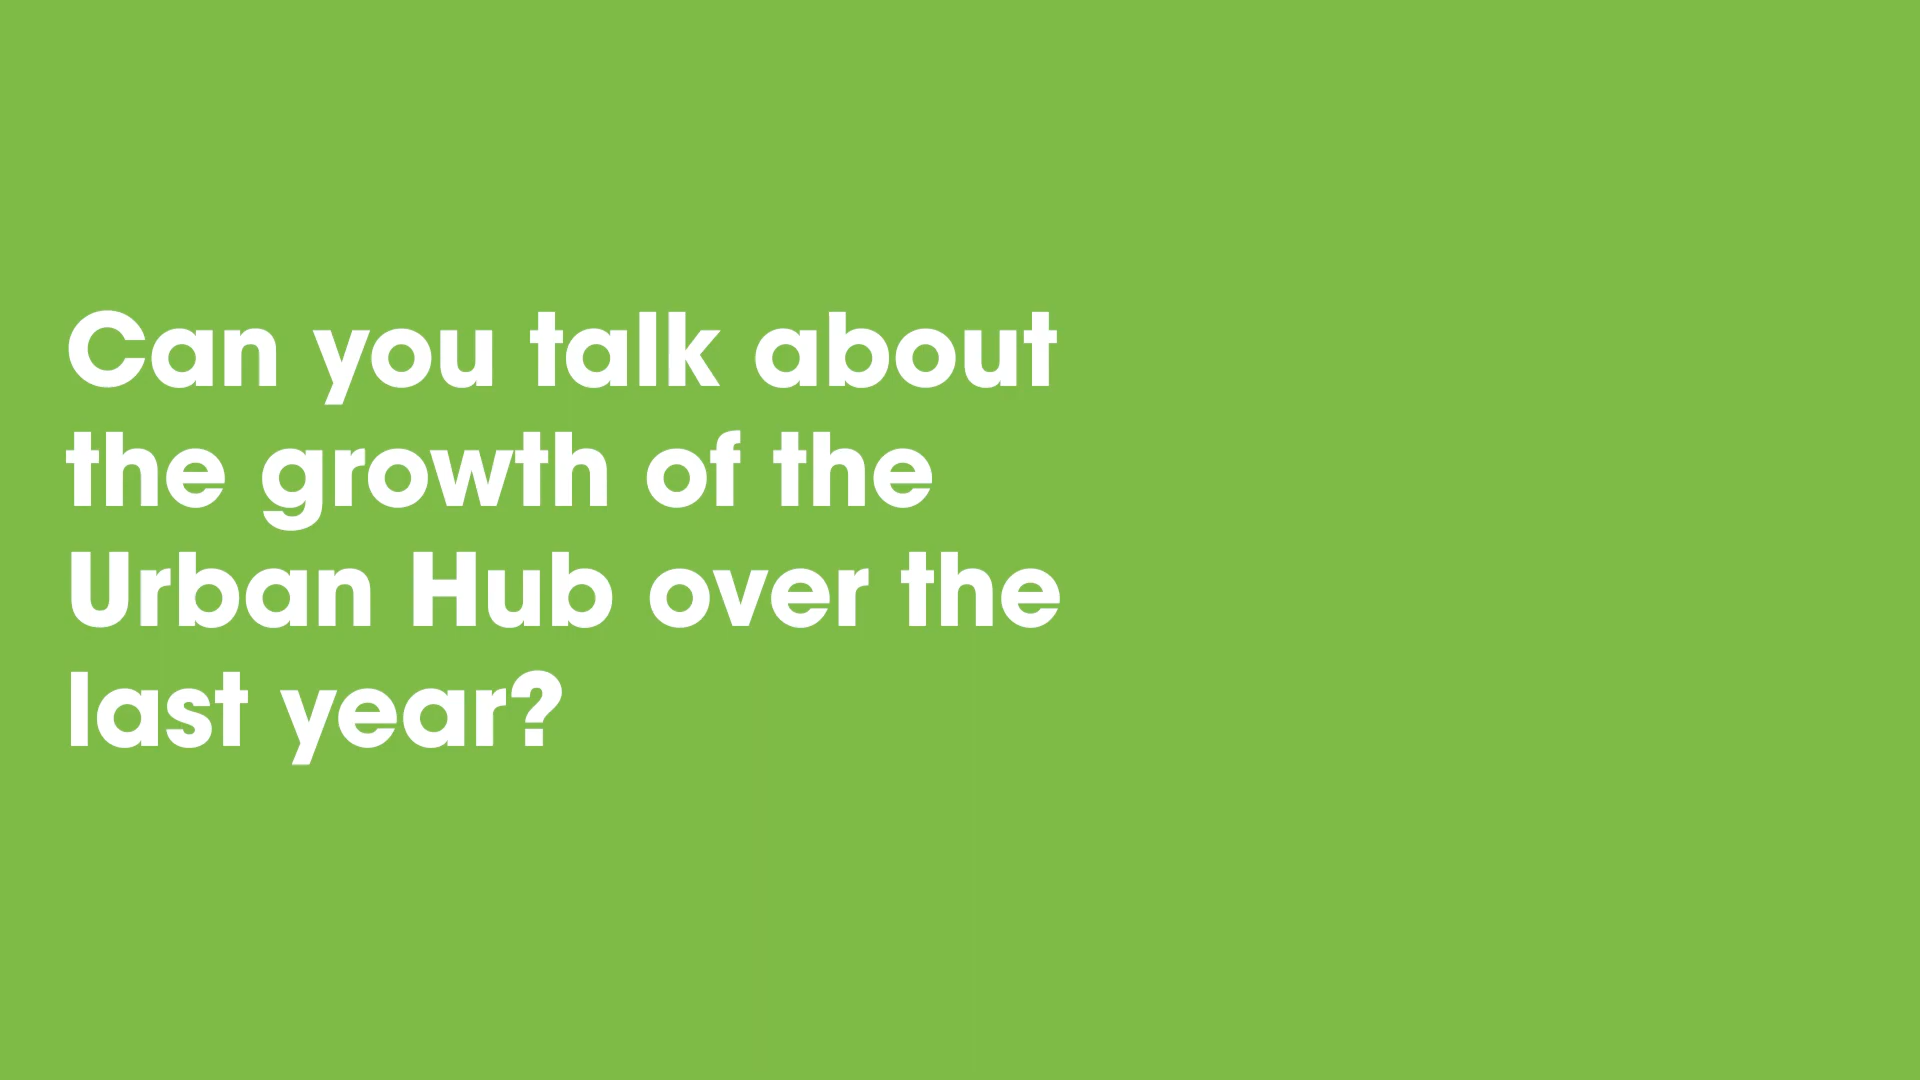 Can you talk about
the growth of the
Urban Hub over the
last year?